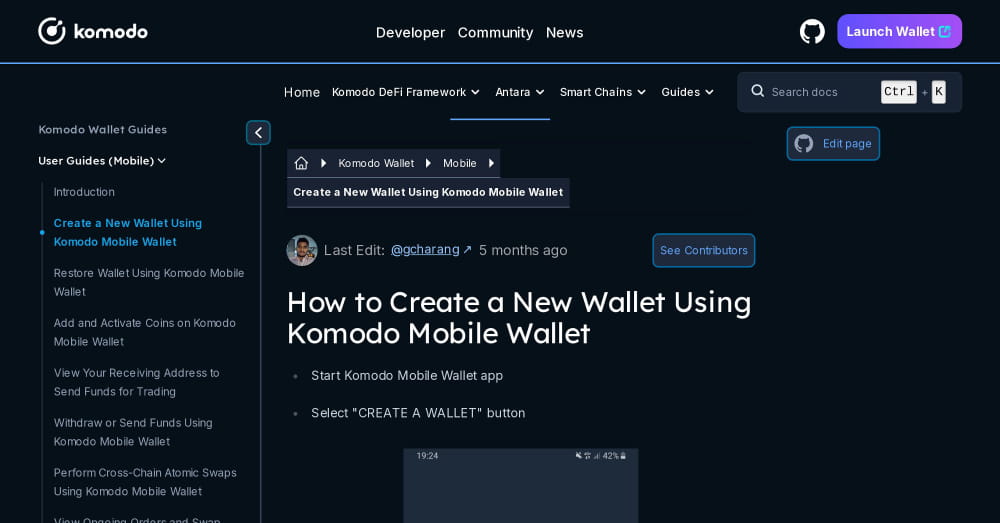 komodo
Developer Community News
Launch Wallet
Home Komodo DeFi Framework Antara Smart Chains Guides
Search docs Ctrl + K
Komodo Wallet Guides
User Guides (Mobile)
Introduction
Create a New Wallet Using
Komodo Mobile Wallet
Restore Wallet Using Komodo Mobile
Wallet
Add and Activate Coins on Komodo
Mobile Wallet
View Your Receiving Address to
Send Funds for Trading
Withdraw or Send Funds Using
Komodo Mobile Wallet
Perform Cross-Chain Atomic Swaps
Using Komodo Mobile Wallet
View Ongoing Orders and Swap
Edit page
Komodo Wallet Mobile
Create a New Wallet Using Komodo Mobile Wallet
Last Edit: @gcharang ↗ 5 months ago
See Contributors
How to Create a New Wallet Using
Komodo Mobile Wallet
• Start Komodo Mobile Wallet app
• Select "CREATE A WALLET" button
19:24 42%